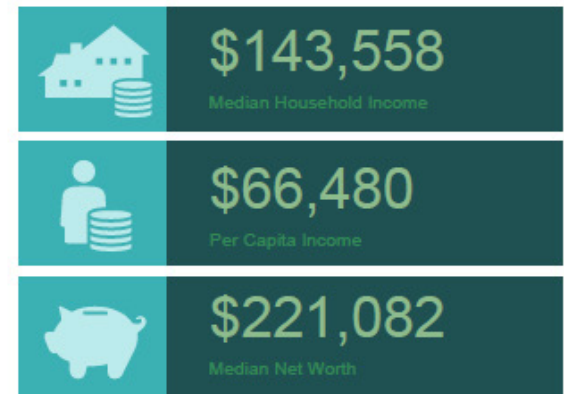 $143,558
Median Household Income
$66,480
Per Capita Income
$221,082
Median Net Worth